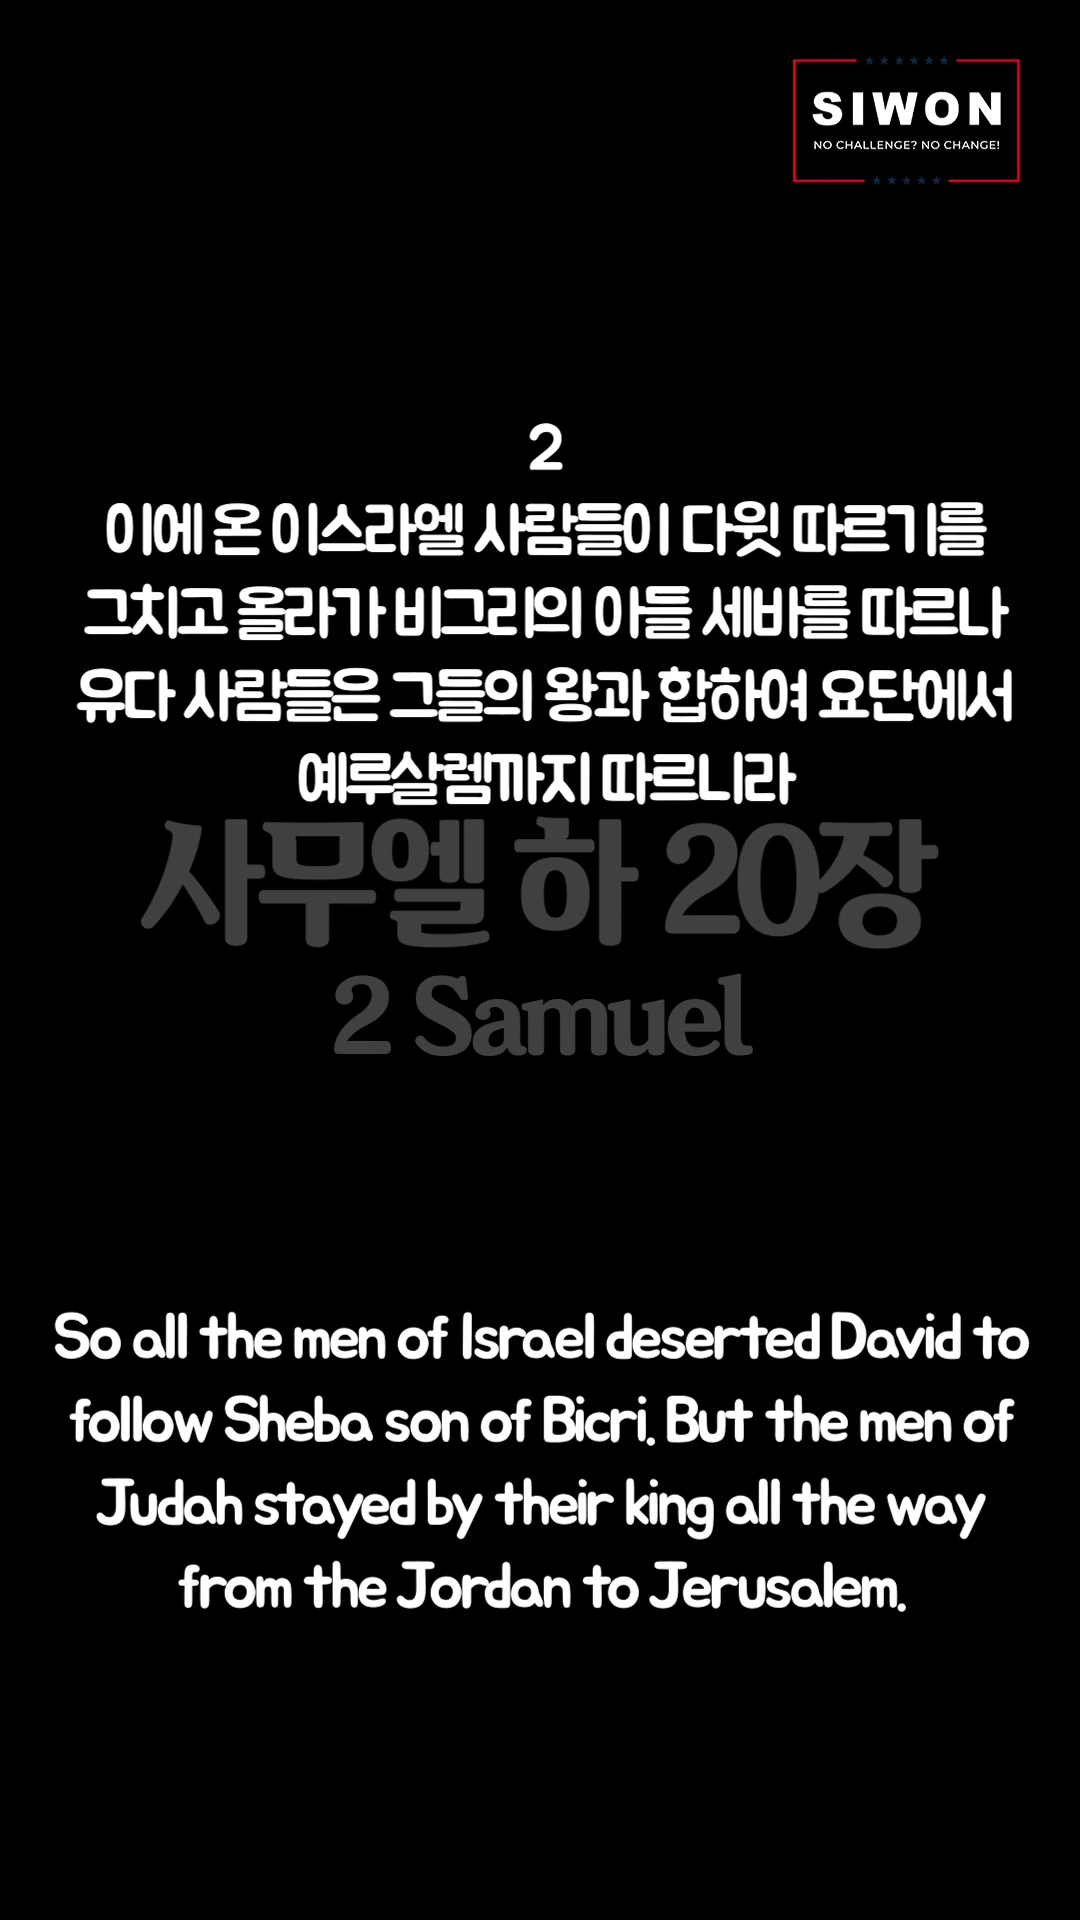 SIWON
NO CHALLENGE? NO CHANGE!
2
이에 온 이스라엘 사람들이 다윗 따르기를
그치고 올라가 비그리의 아들 세바를 따르나
유다 사람들은 그들의 왕과 합하여 요단에서
예루살렘까지 따르니라
사무엘 하 20장
2 Samuel
So all the men of Israel deserted David to
follow Sheba son of Bicri. But the men of
Judah stayed by their king all the way
from the Jordan to Jerusalem.